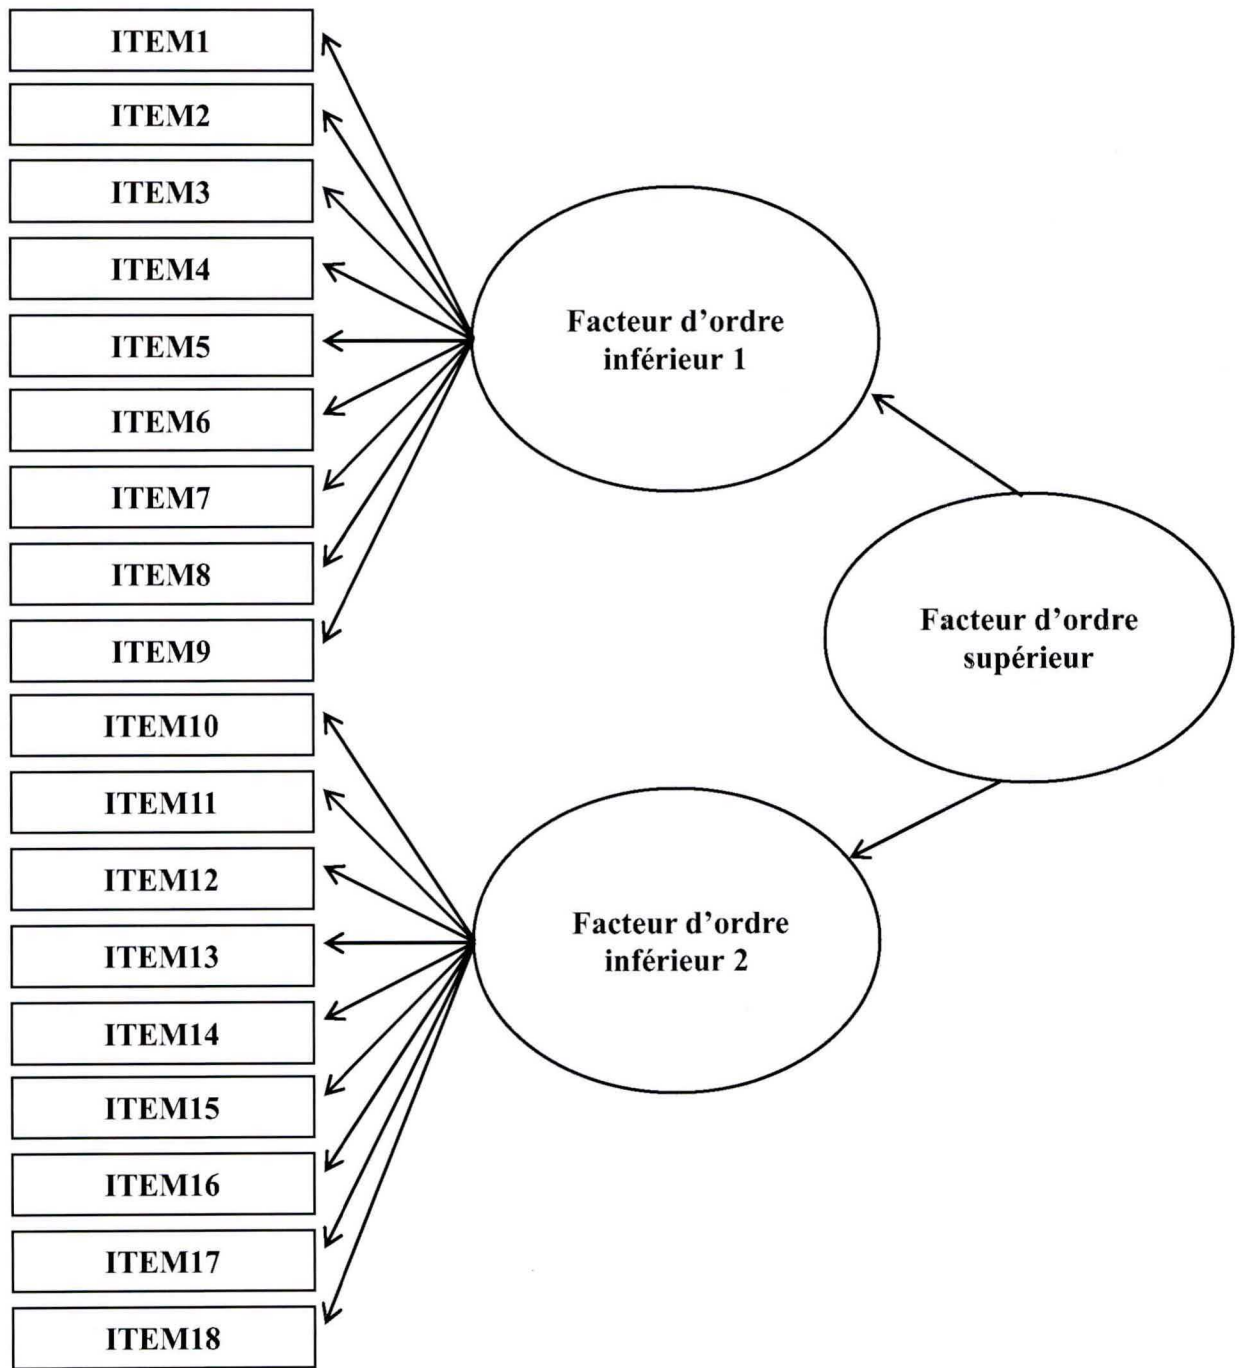 ITEM1
ITEM2
ITEM3
ITEM4
ITEM5
ITEM6
ITEM7
ITEM8
ITEM9
ITEM10
ITEM11
ITEM12
ITEM13
ITEM14
ITEM15
ITEM16
ITEM17
ITEM18
Facteur d’ordre
inférieur 1
Facteur d’ordre
supérieur
Facteur d’ordre
inférieur 2